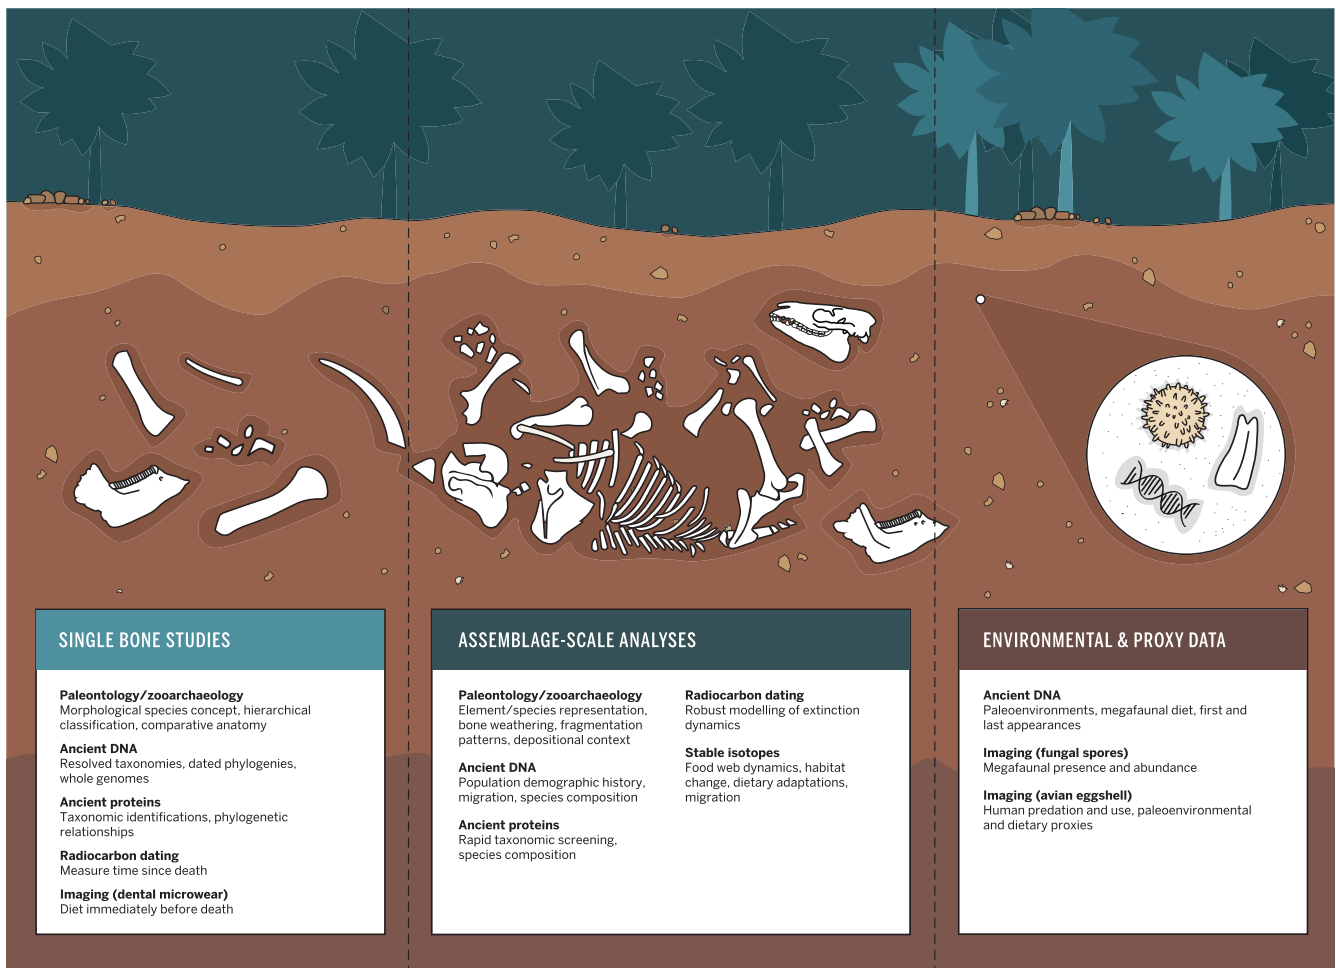 SINGLE BONE STUDIES
Paleontology/zooarchaeology
Morphological species concept, hierarchical
classification, comparative anatomy
Ancient DNA
Resolved taxonomies, dated phylogenies,
whole genomes
Ancient proteins
Taxonomic identifications, phylogenetic
relationships
Radiocarbon dating
Measure time since death
Imaging (dental microwear)
Diet immediately before death
ASSEMBLAGE-SCALE ANALYSES
Paleontology/zooarchaeology
Element/species representation,
bone weathering, fragmentation
patterns, depositional context
Ancient DNA
Population demographic history,
migration, species composition
Ancient proteins
Rapid taxonomic screening,
species composition
Radiocarbon dating
Robust modelling of extinction
dynamics
Stable isotopes
Food web dynamics, habitat
change, dietary adaptations,
migration
ENVIRONMENTAL & PROXY DATA
Ancient DNA
Paleoenvironments, megafaunal diet, first and
last appearances
Imaging (fungal spores)
Megafaunal presence and abundance
Imaging (avian eggshell)
Human predation and use, paleoenvironmental
and dietary proxies